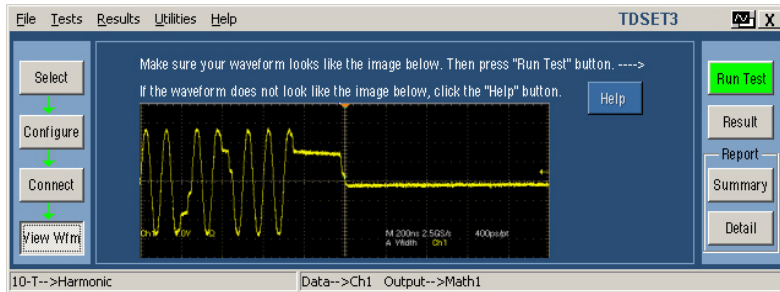 File Tests Results Utilities Help TDSET3 X
Make sure your waveform looks like the image below. Then press "Run Test" button. ---->
If the waveform does not look like the image below, click the "Help" button.
Help
Select
Configure
Connect
View Wfm
Run Test
Result
Report
Summary
Detail
M 200ns 2.5GS/s 400ps/pt
A Width Ch1
10-T-->Harmonic Data-->Ch1 Output-->Math1